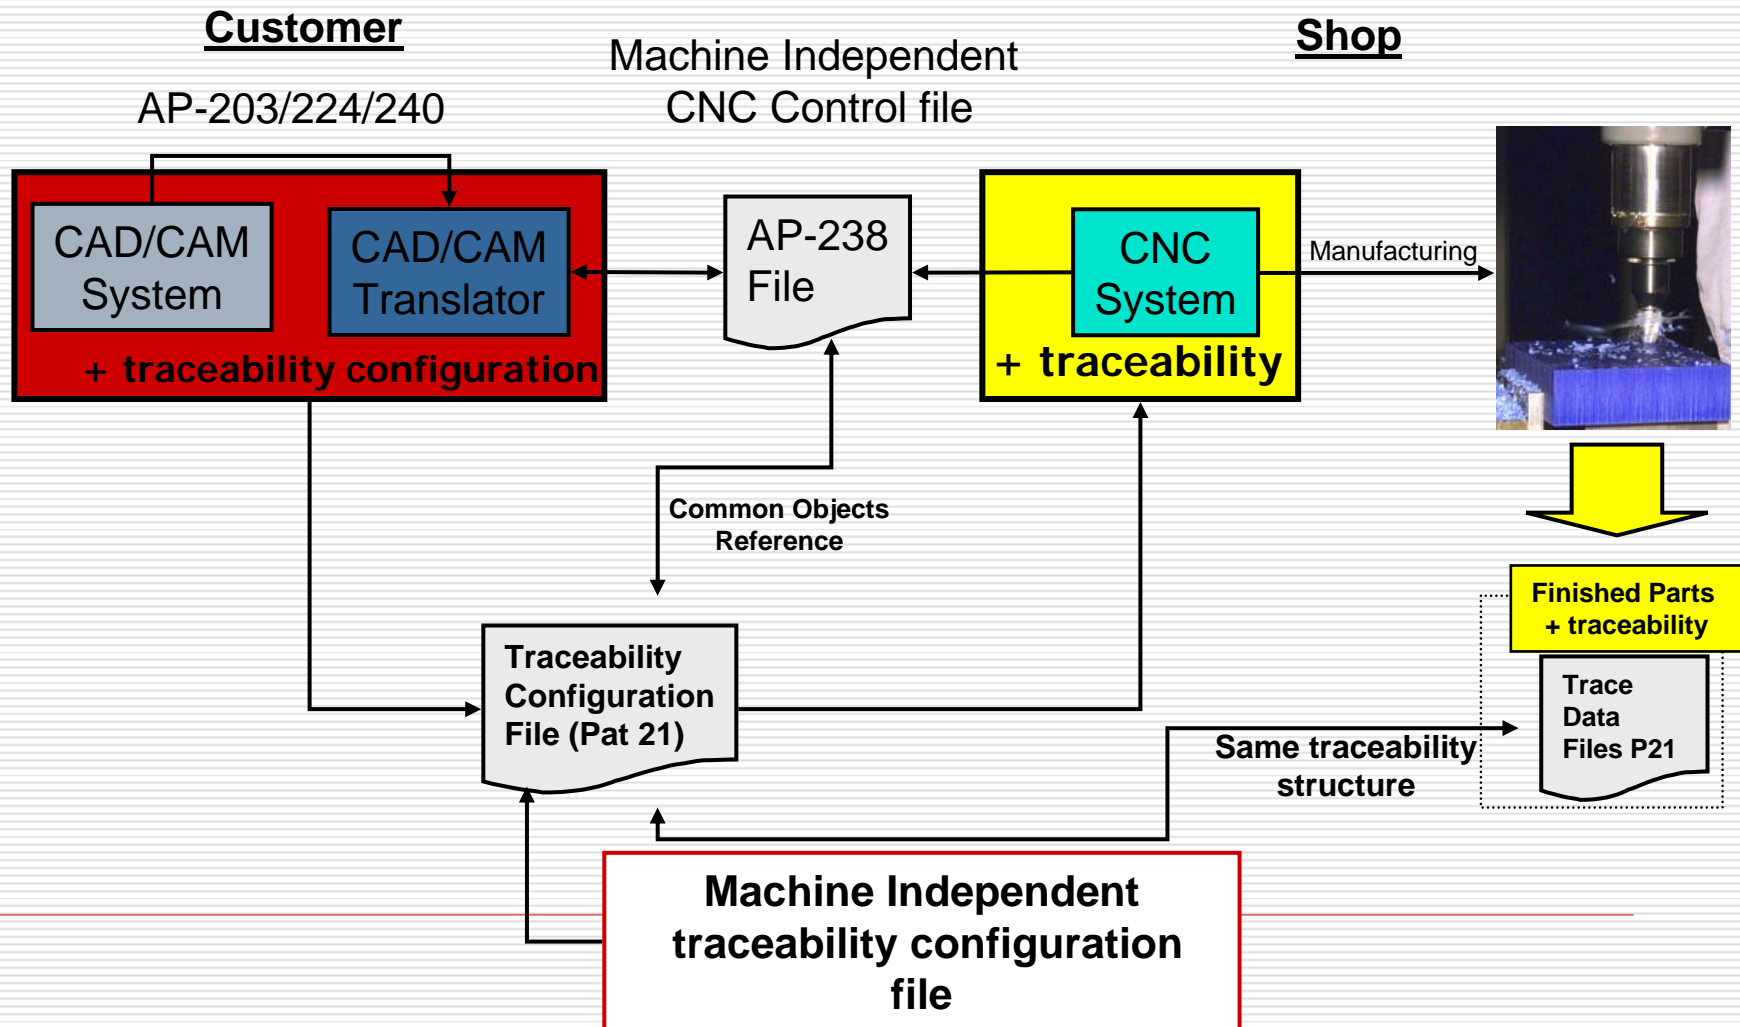 Customer
Machine Independent
CNC Control file
Shop
AP-203/224/240
CAD/CAM
System
CAD/CAM
Translator
+ traceability configuration
AP-238
File
CNC
System
+ traceability
Manufacturing
Common Objects
Reference
Finished Parts
+ traceability
Traceability
Configuration
File (Pat 21)
Trace
Data
Files P21
Same traceability
structure
Machine Independent
traceability configuration
file